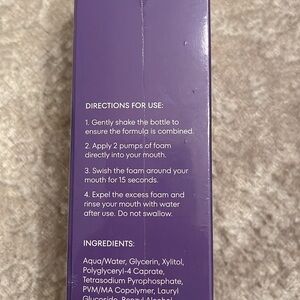 DIRECTIONS FOR USE:
1. Gently shake the bottle to
ensure the formula is combined.
2. Apply 2 pumps of foam
directly into your mouth.
3. Swish the foam around your
mouth for 15 seconds.
4. Expel the excess foam and
rinse your mouth with water
after use. Do not swallow.
INGREDIENTS:
Aqua/Water, Glycerin, Xylitol,
Polyglyceryl-4 Caprate,
Tetrasodium Pyrophosphate,
PVM/MA Copolymer, Lauryl
Glucoside, Benzyl Alcohol,